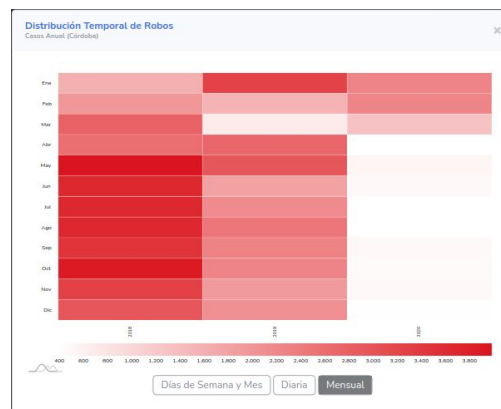 Distribución Temporal de Robos
Casos Anual (Córdoba)
×
Ene
Feb
Mar
Abr
May
Jun
Jul
Ago
Sep
Oct
Nov
Dic
2018
2019
2020
400 600 800 1.000 1.200 1.400 1.600 1.800 2.000 2.200 2.400 2.600 2.800 3.000 3.200 3.400 3.600 3.800
Días de Semana y Mes Diaria Mensual